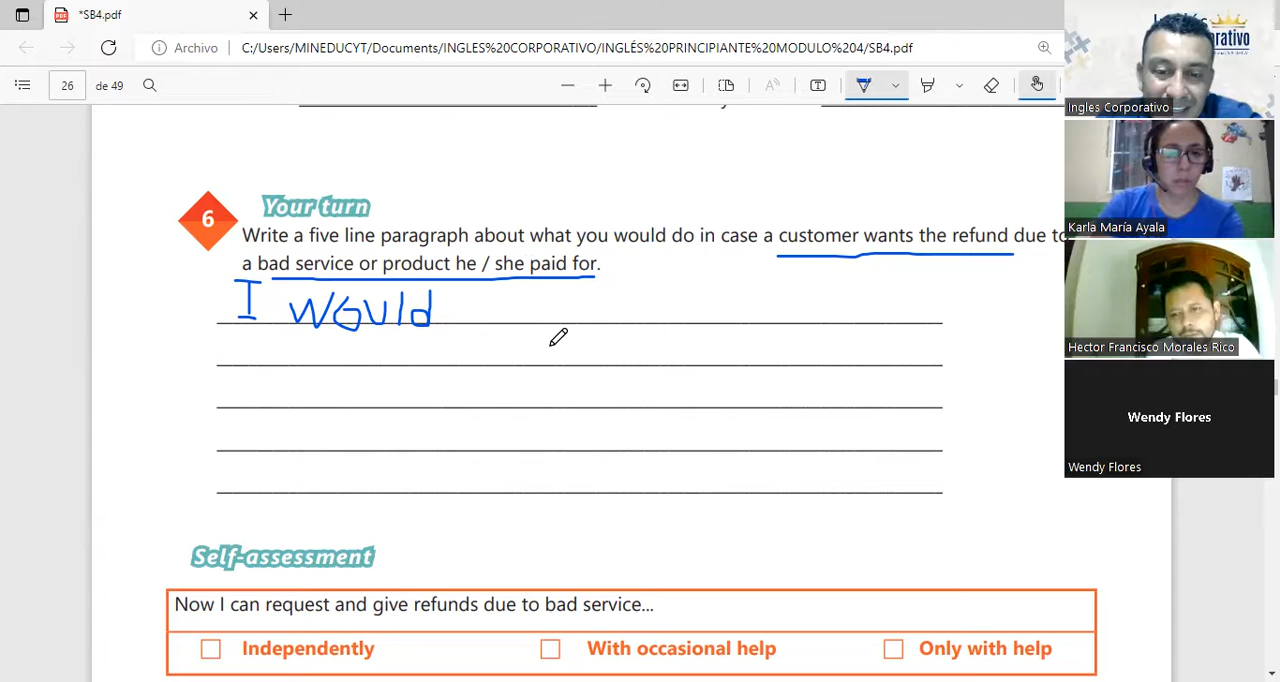 *SB4.pdf
Archivo
C:/Users/MINEDUCYT/Documents/INGLES%20CORPORATIVO/INGLÉS%20PRINCIPIANTE%20MODULO%204/SB4.pdf
26 de 49
6
Your turn
Write a five line paragraph about what you would do in case a customer wants the refund due to
a bad service or product he / she paid for.
I would
Self-assessment
Now I can request and give refunds due to bad service...
Independently
With occasional help
Only with help
Ingles Corporativo
Karla María Ayala
Hector Francisco Morales Rico
Wendy Flores
Wendy Flores